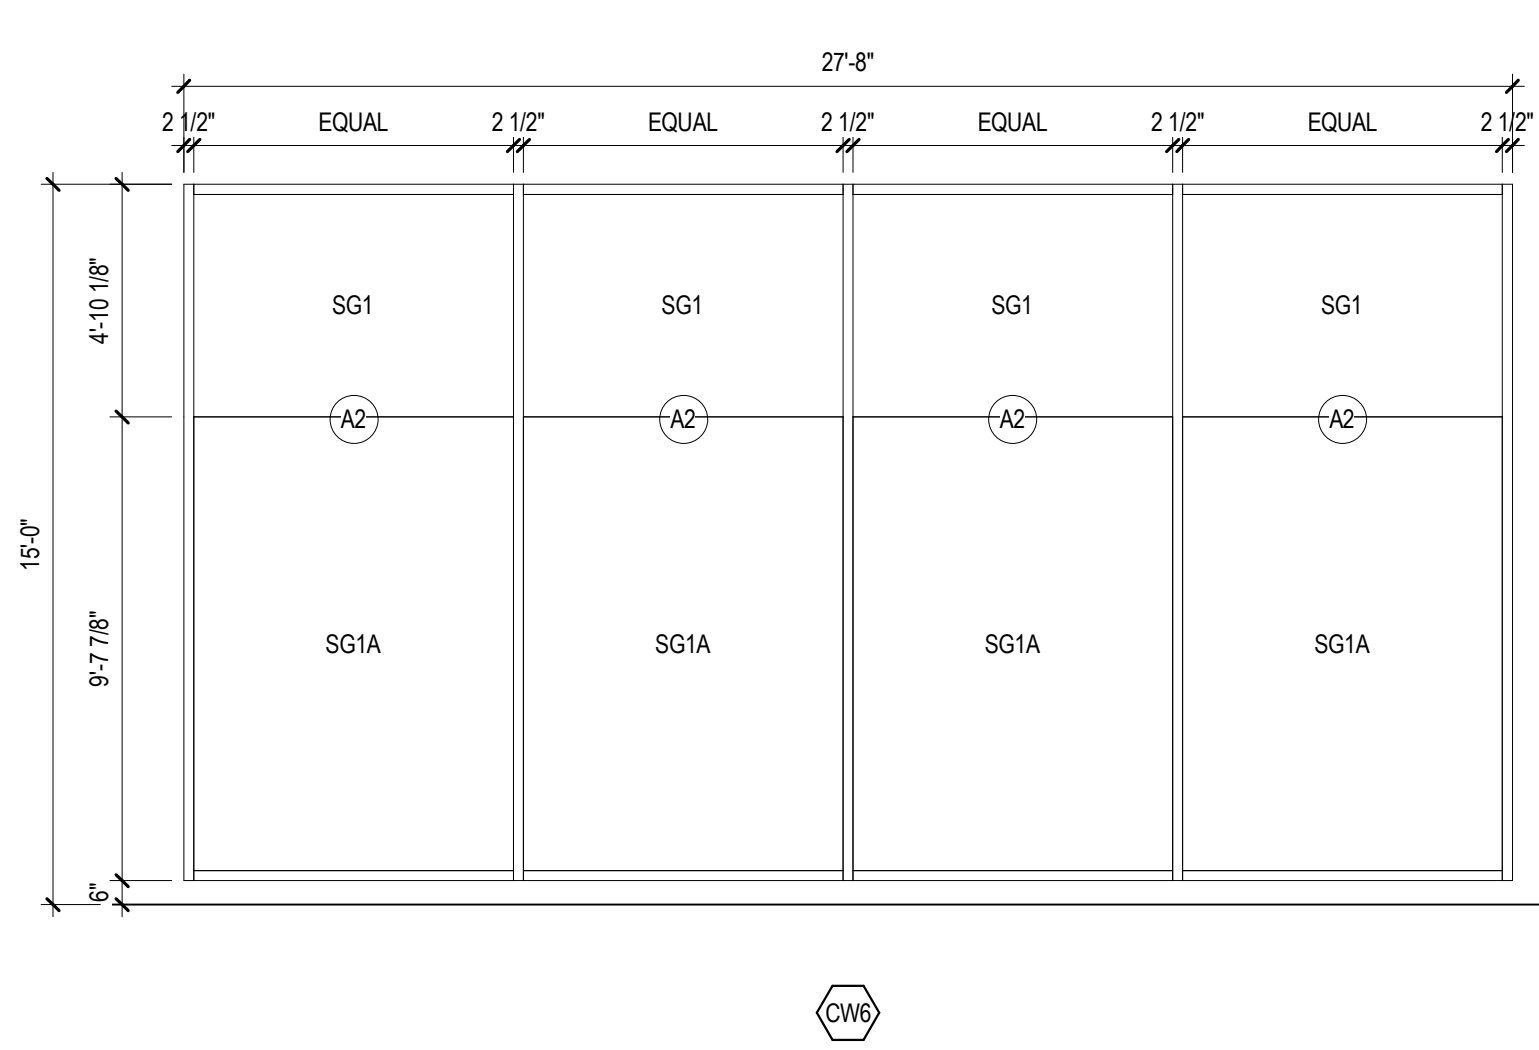 27'-8"
2 1/2" EQUAL 2 1/2" EQUAL 2 1/2" EQUAL 2 1/2" EQUAL 2 1/2"
4'-10 1/8"
SG1 SG1 SG1 SG1
A2 A2 A2 A2
15'-0"
9'-7 7/8"
SG1A SG1A SG1A SG1A
6"
CW6